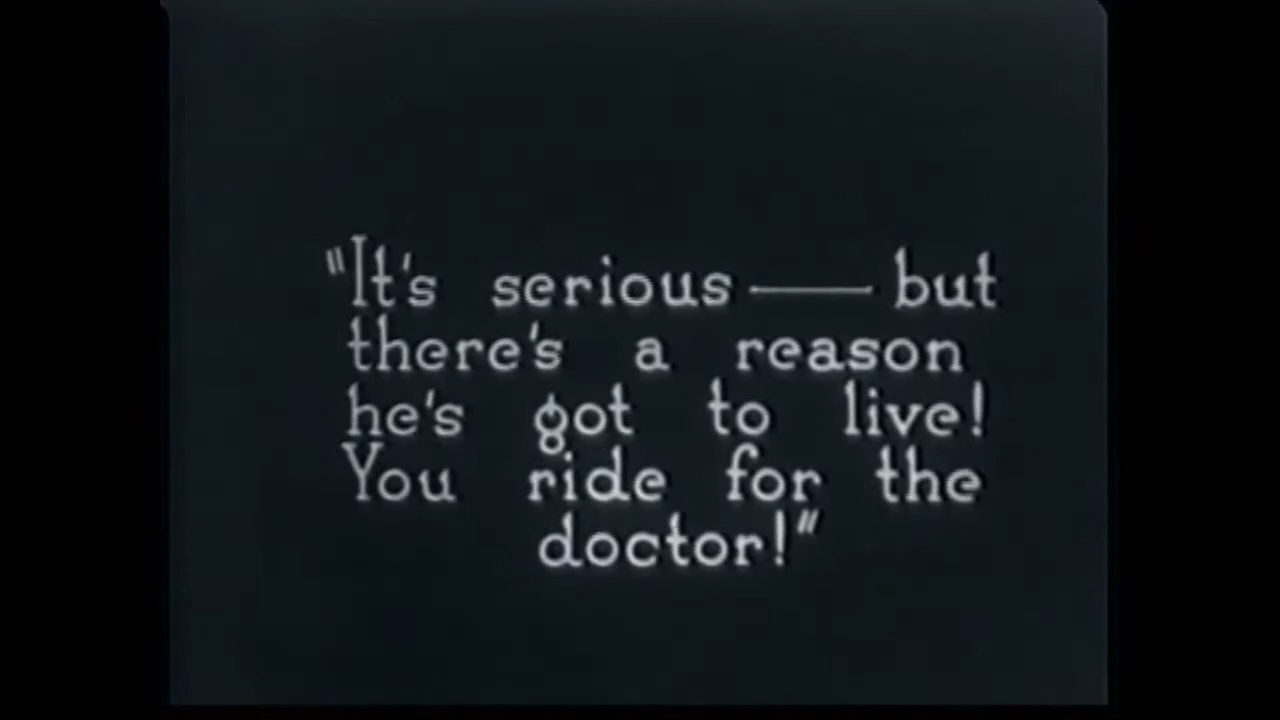 "It's serious — but
there's a reason
he's got to live!
You ride for the
doctor!"